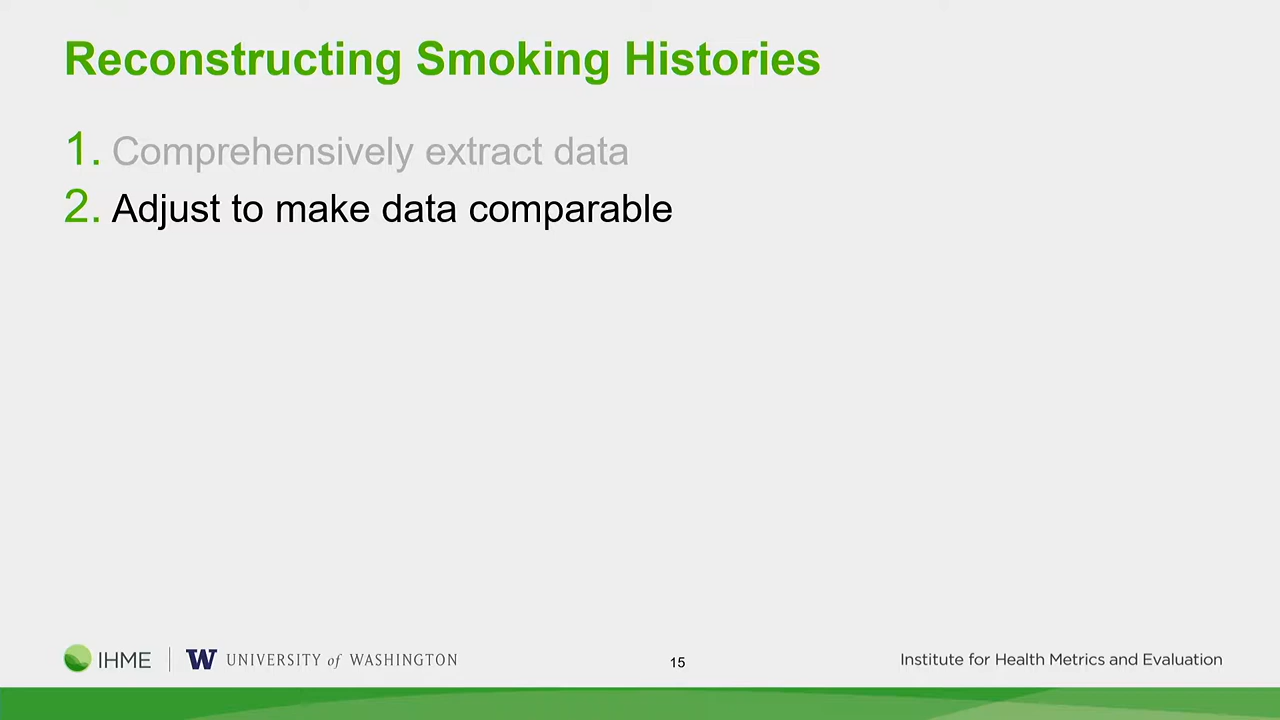 Reconstructing Smoking Histories
1. Comprehensively extract data
2. Adjust to make data comparable
IHME | W UNIVERSITY of WASHINGTON
15
Institute for Health Metrics and Evaluation